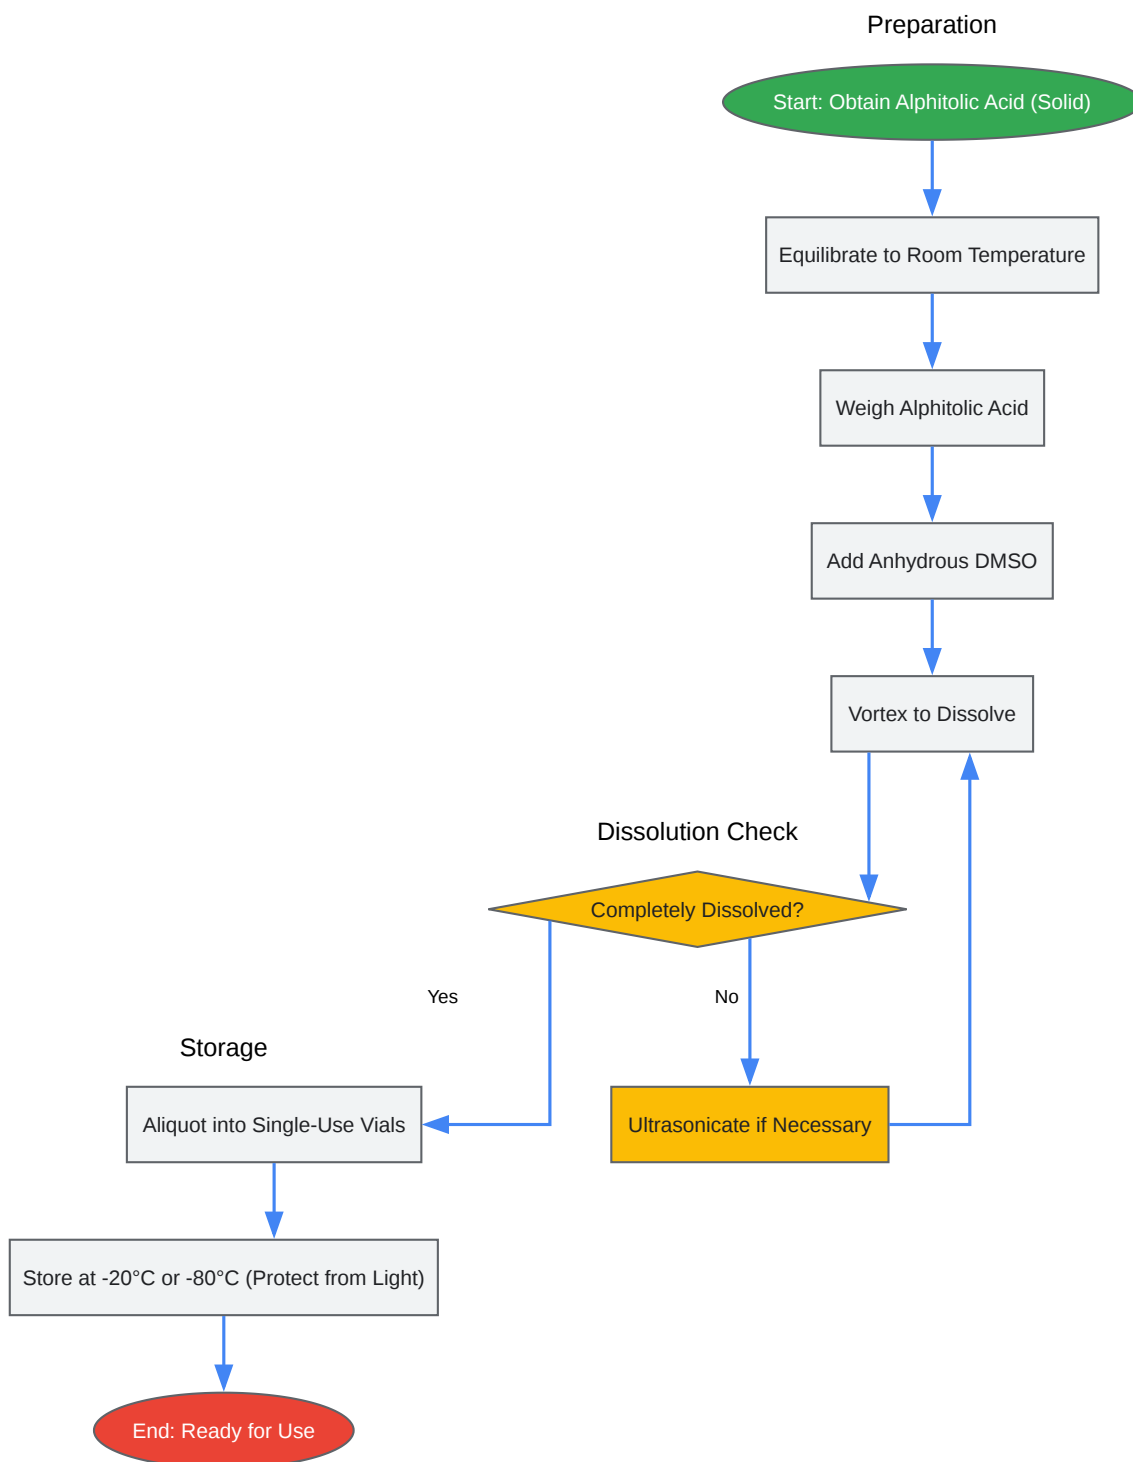 Preparation
Start: Obtain Alphitolic Acid (Solid)
Equilibrate to Room Temperature
Weigh Alphitolic Acid
Add Anhydrous DMSO
Vortex to Dissolve
Dissolution Check
Completely Dissolved?
Yes
No
Storage
Aliquot into Single-Use Vials
Ultrasonicate if Necessary
Store at -20°C or -80°C (Protect from Light)
End: Ready for Use